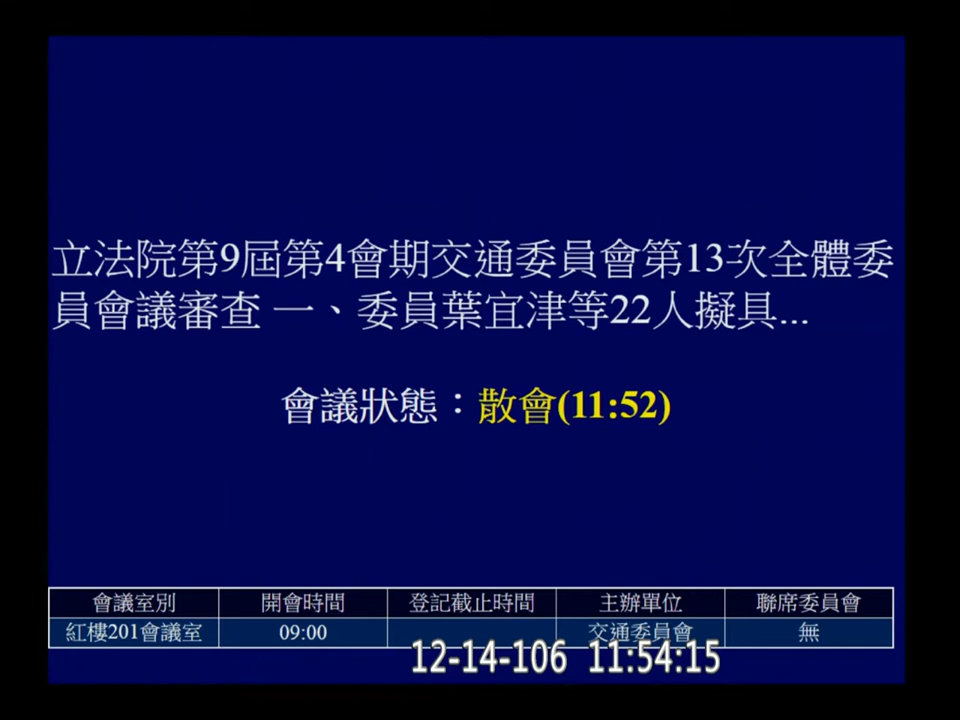 立法院第9屆第4會期交通委員會第13次全體委
員會議審查 一、委員葉宜津等22人擬具...
會議狀態：散會(11:52)
會議室別 開會時間 登記截止時間 主辦單位 聯席委員會
紅樓201會議室 09:00 交通委員會 無
12-14-106 11:54:15